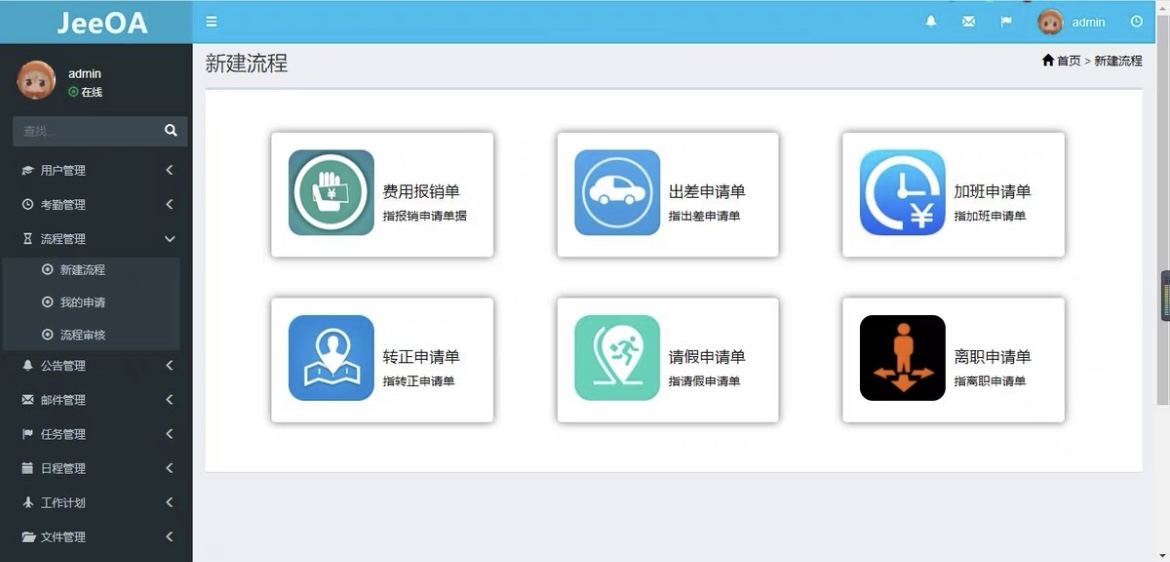 JeeOA
admin
admin
在线
查找...
用户管理
考勤管理
流程管理
新建流程
我的申请
流程审核
公告管理
邮件管理
任务管理
日程管理
工作计划
文件管理
新建流程
首页 > 新建流程
费用报销单
指报销申请单据
出差申请单
指出差申请单
加班申请单
指加班申请单
转正申请单
指转正申请单
请假申请单
指请假申请单
离职申请单
指离职申请单